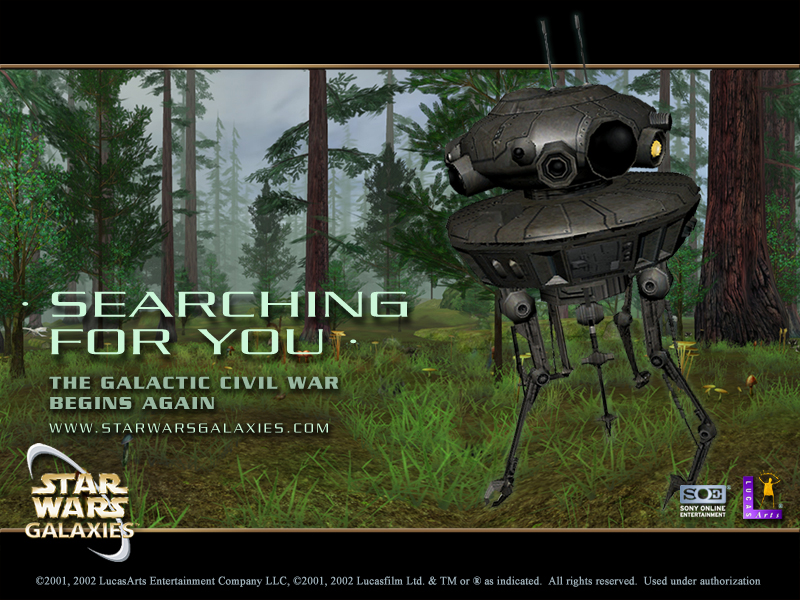 · SEARCHING
FOR YOU ·
THE GALACTIC CIVIL WAR
BEGINS AGAIN
WWW.STARWARSGALAXIES.COM
STAR
WARS
GALAXIES
SOE
SONY ONLINE
ENTERTAINMENT
LUCAS
Arts
©2001, 2002 LucasArts Entertainment Company LLC, ©2001, 2002 Lucasfilm Ltd. & TM or ® as indicated. All rights reserved. Used under authorization